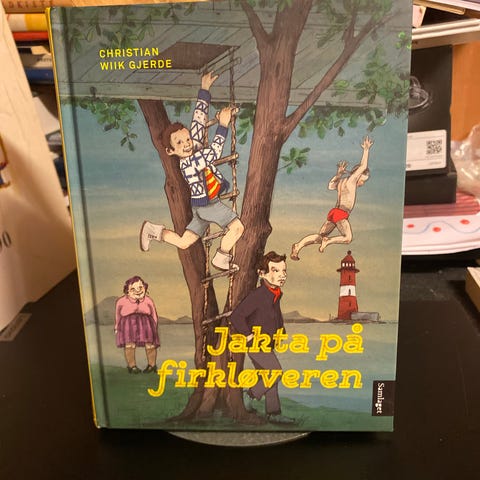 CHRISTIAN
WIIK GJERDE
Jakta på
firkløveren
Samlaget